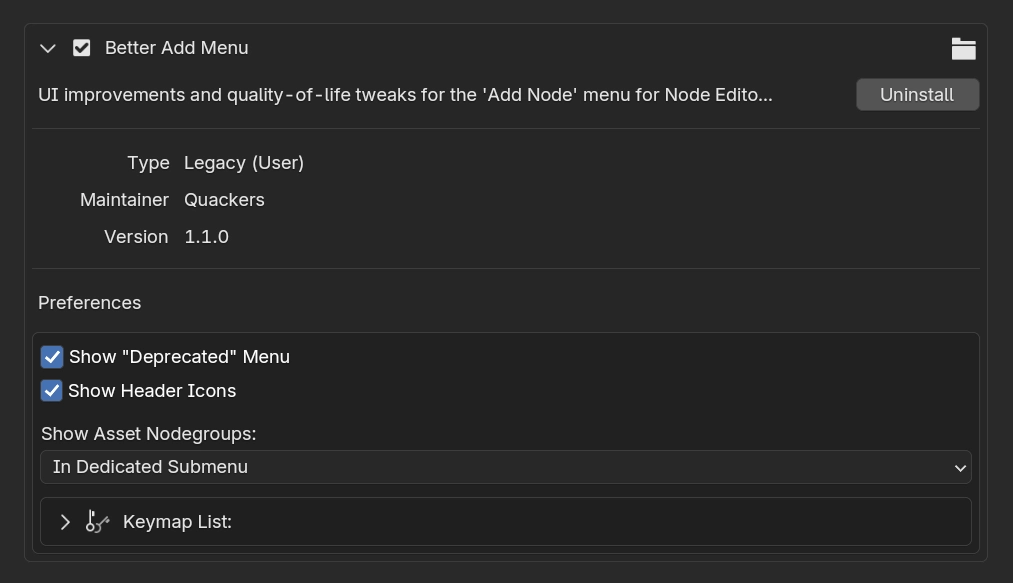 Better Add Menu
UI improvements and quality-of-life tweaks for the 'Add Node' menu for Node Edito...
Uninstall
Type Legacy (User)
Maintainer Quackers
Version 1.1.0
Preferences
Show "Deprecated" Menu
Show Header Icons
Show Asset Nodegroups:
In Dedicated Submenu
Keymap List: